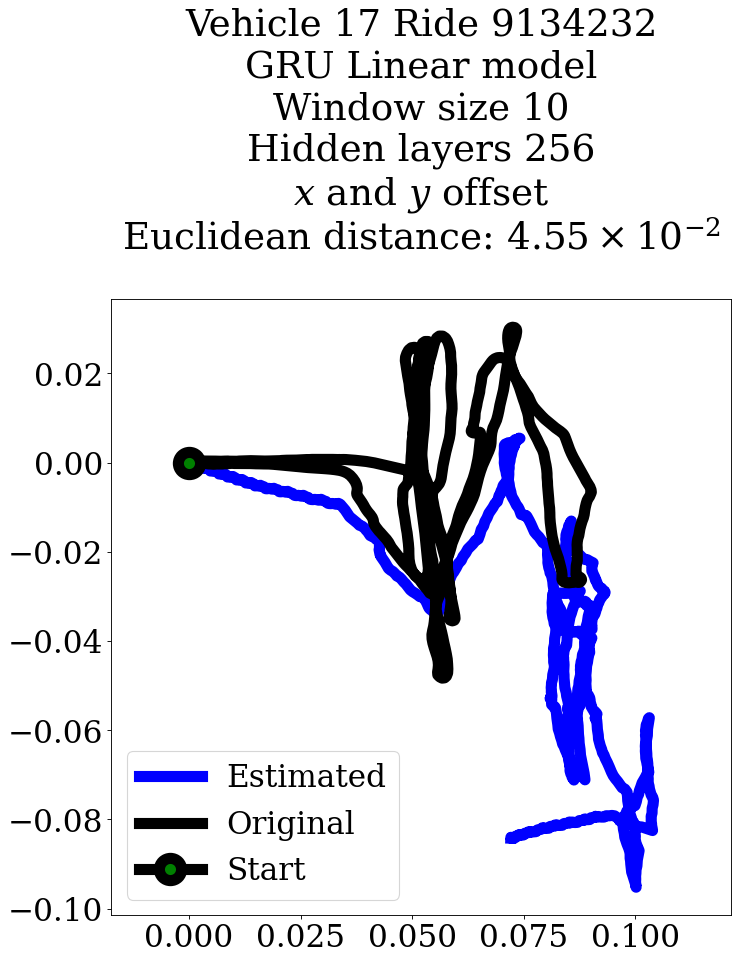 Vehicle 17 Ride 9134232
GRU Linear model
Window size 10
Hidden layers 256
x and y offset
Euclidean distance: 4.55 × 10⁻²
0.02
0.00
−0.02
−0.04
−0.06
−0.08
−0.10
Estimated
Original
Start
0.000 0.025 0.050 0.075 0.100